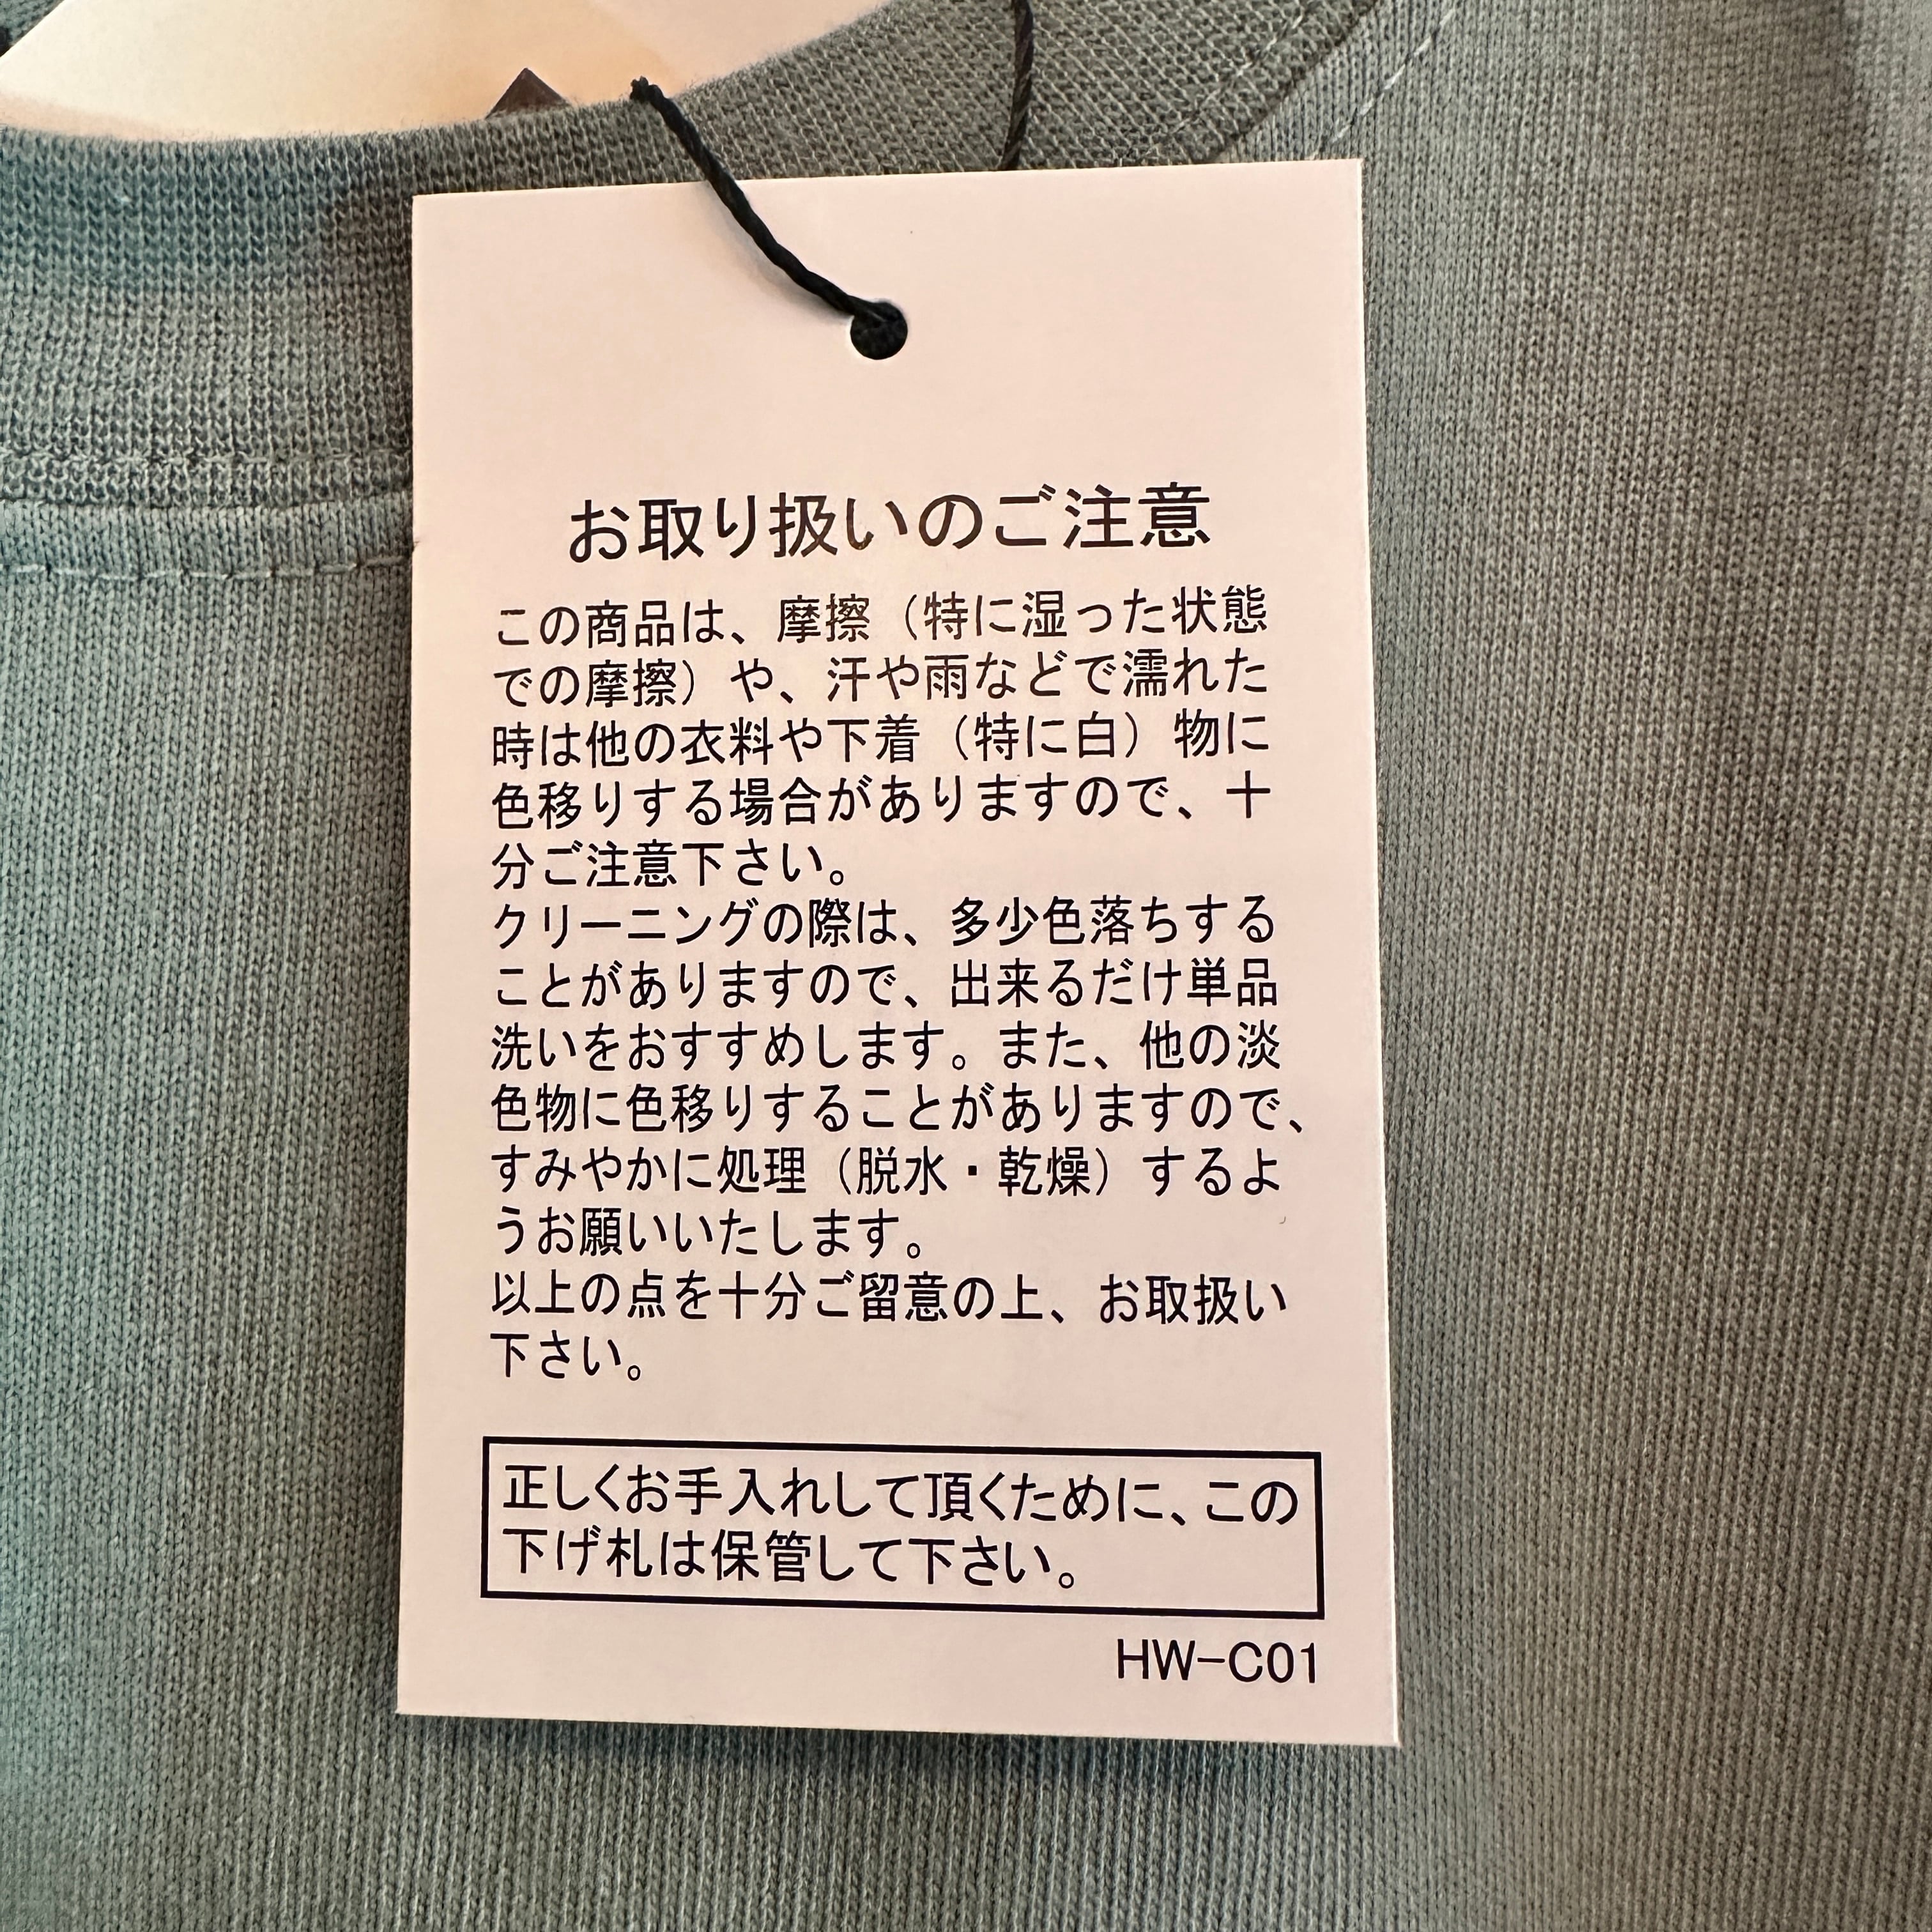 お取り扱いのご注意
この商品は、摩擦（特に湿った状態
での摩擦）や、汗や雨などで濡れた
時は他の衣料や下着（特に白）物に
色移りする場合がありますので、十
分ご注意下さい。
クリーニングの際は、多少色落ちする
ことがありますので、出来るだけ単品
洗いをおすすめします。また、他の淡
色物に色移りすることがありますので、
すみやかに処理（脱水・乾燥）するよ
うお願いいたします。
以上の点を十分ご留意の上、お取扱い
下さい。
正しくお手入れして頂くために、この
下げ札は保管して下さい。
HW-C01